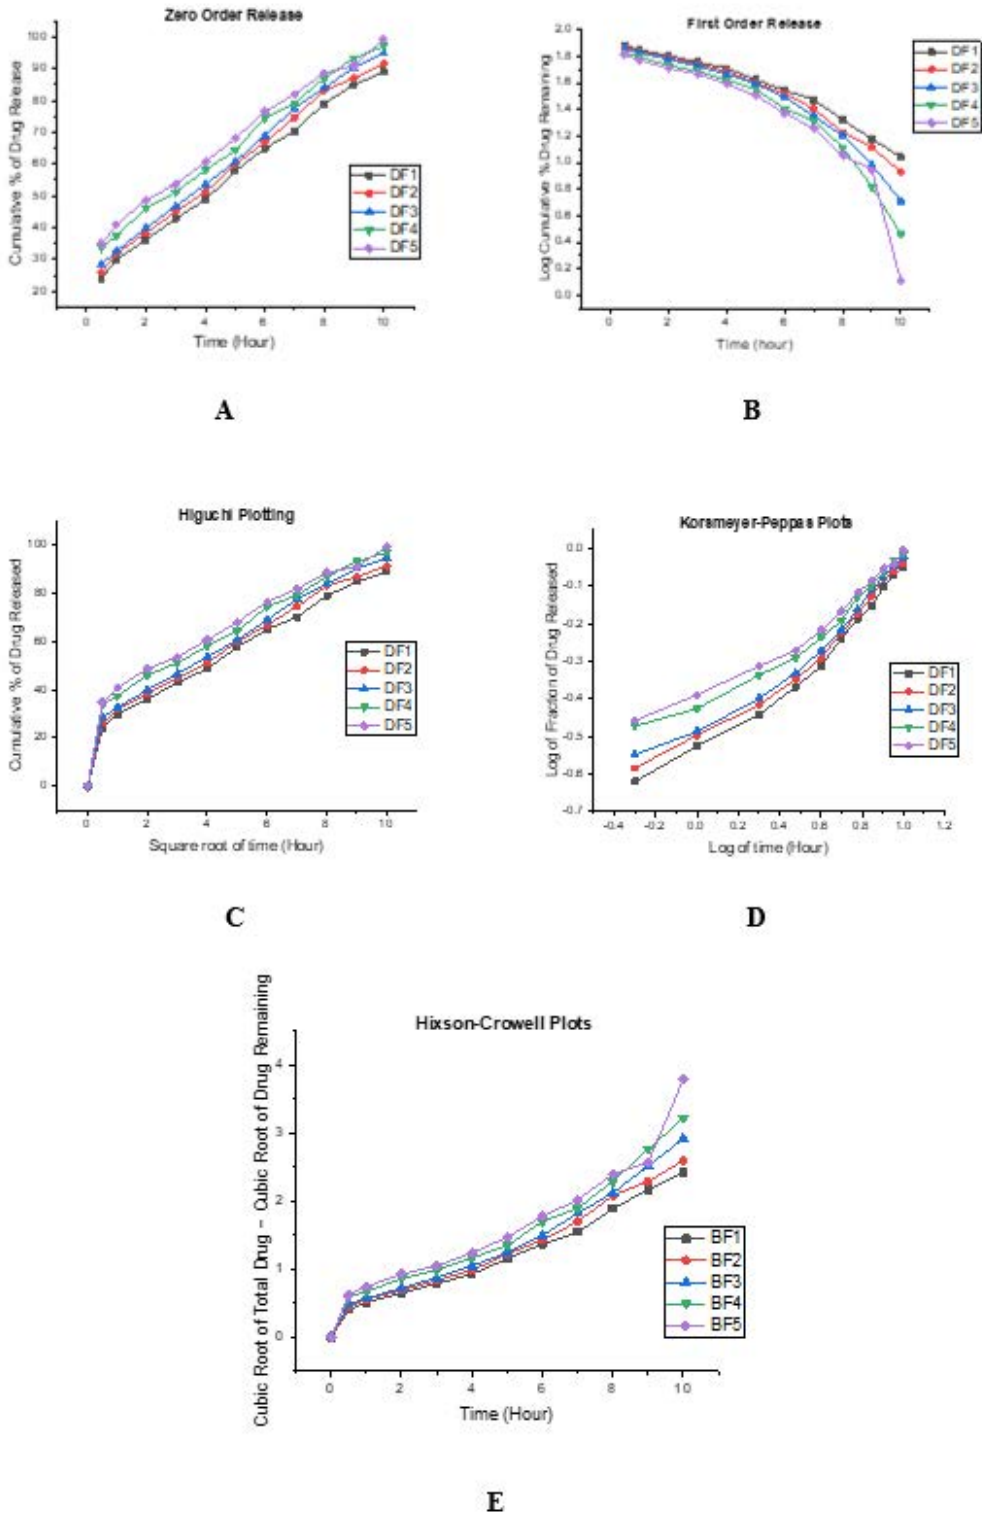 Zero Order Release
Cumulative % of Drug Release
100
90
80
70
60
50
40
30
20
0
2
4
6
8
10
Time (Hour)
DF1
DF2
DF3
DF4
DF5
A
First Order Release
Log Cumulative % Drug Remaining
2.0
1.8
1.6
1.4
1.2
1.0
0.8
0.6
0.4
0.2
0.0
0
2
4
6
8
10
Time (hour)
DF1
DF2
DF3
DF4
DF5
B
Higuchi Plotting
Cumulative % of Drug Released
100
80
60
40
20
0
0
2
4
6
8
10
Square root of time (Hour)
DF1
DF2
DF3
DF4
DF5
C
Korsmeyer-Peppas Plots
Log of Fraction of Drug Released
0.0
-0.1
-0.2
-0.3
-0.4
-0.5
-0.6
-0.7
-0.4
-0.2
0.0
0.2
0.4
0.6
0.8
1.0
1.2
Log of time (Hour)
DF1
DF2
DF3
DF4
DF5
D
Hixson-Crowell Plots
Cubic Root of Total Drug - Cubic Root of Drug Remaining
4
3
2
1
0
0
2
4
6
8
10
Time (Hour)
BF1
BF2
BF3
BF4
BF5
E